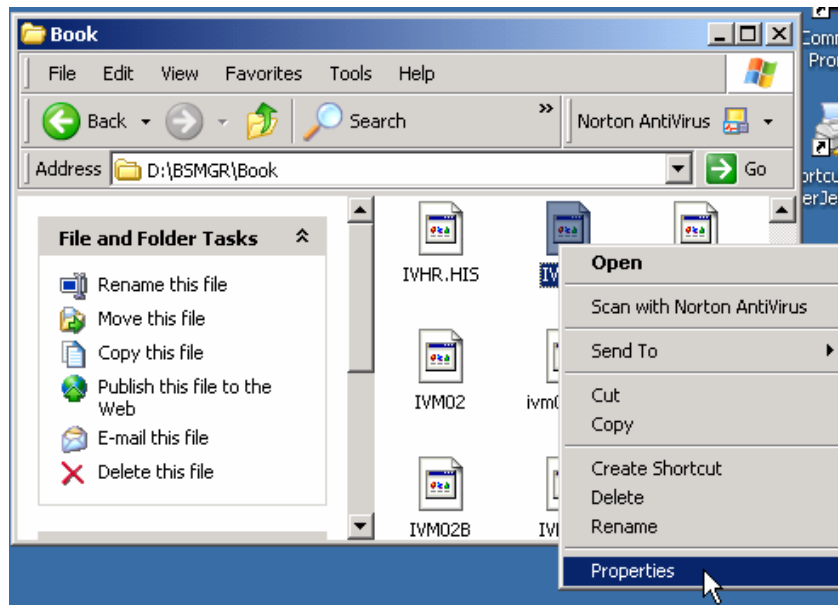 Book
File Edit View Favorites Tools Help
Back Search » Norton AntiVirus
Address D:\BSMGR\Book Go
File and Folder Tasks
Rename this file
Move this file
Copy this file
Publish this file to the
Web
E-mail this file
Delete this file
IVHR.HIS
IVM02
IVM02B
Open
Scan with Norton AntiVirus
Send To
Cut
Copy
Create Shortcut
Delete
Rename
Properties